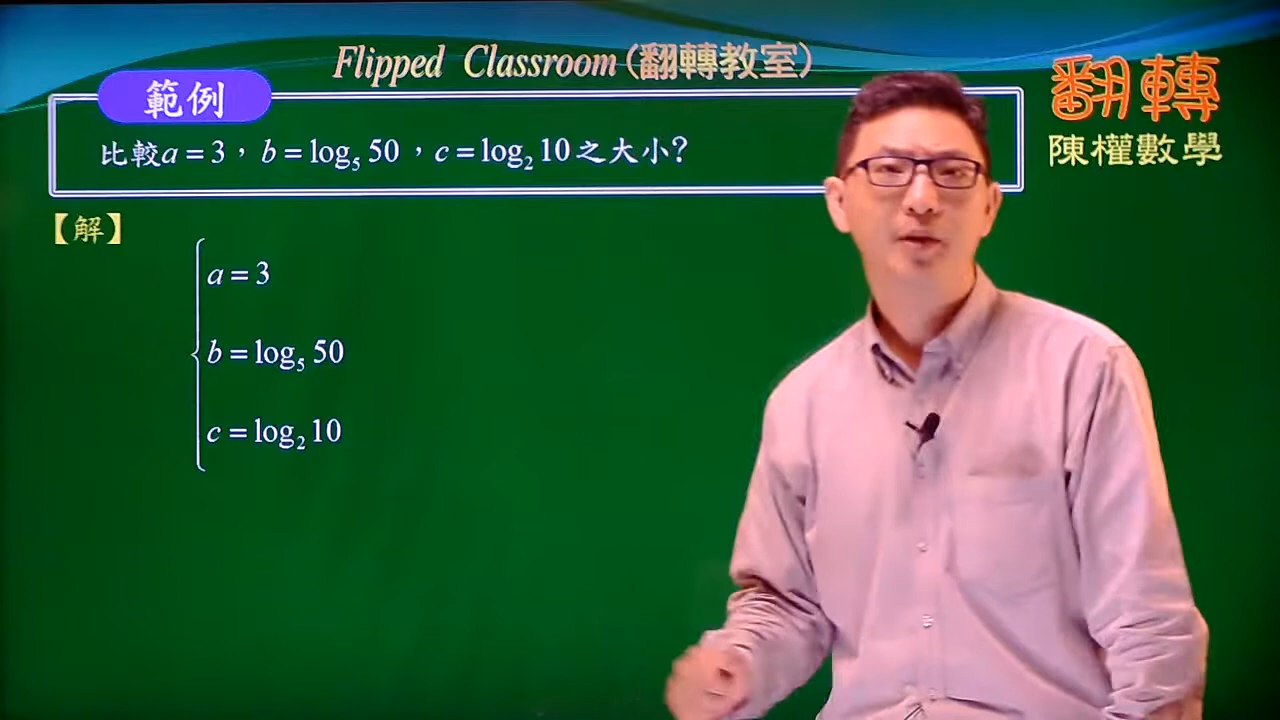 Flipped Classroom(翻轉教室)
範例
翻轉
陳權數學
比較a = 3，b = log₅ 50，c = log₂ 10之大小？
【解】
a = 3
b = log₅ 50
c = log₂ 10